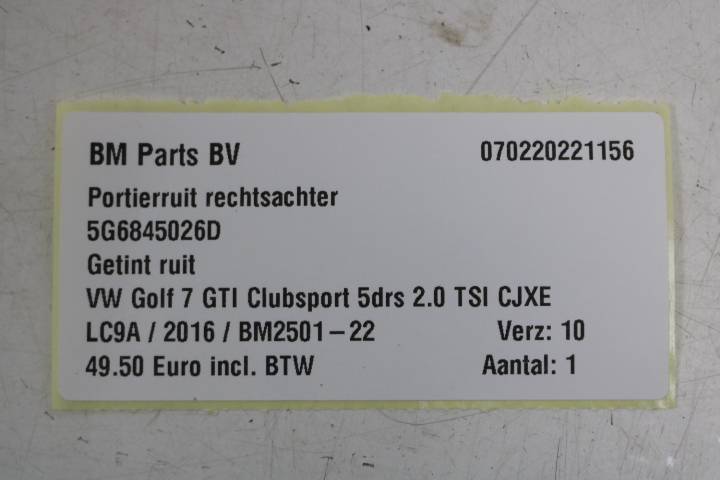 BM Parts BV 070220221156
Portierruit rechtsachter
5G6845026D
Getint ruit
VW Golf 7 GTI Clubsport 5drs 2.0 TSI CJXE
LC9A / 2016 / BM2501-22 Verz: 10
49.50 Euro incl. BTW Aantal: 1